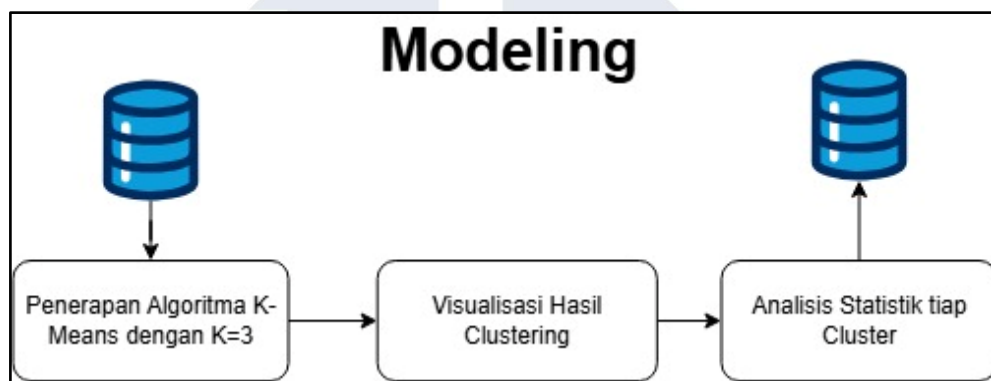 Modeling
Penerapan Algoritma K-
Means dengan K=3
Visualisasi Hasil
Clustering
Analisis Statistik tiap
Cluster